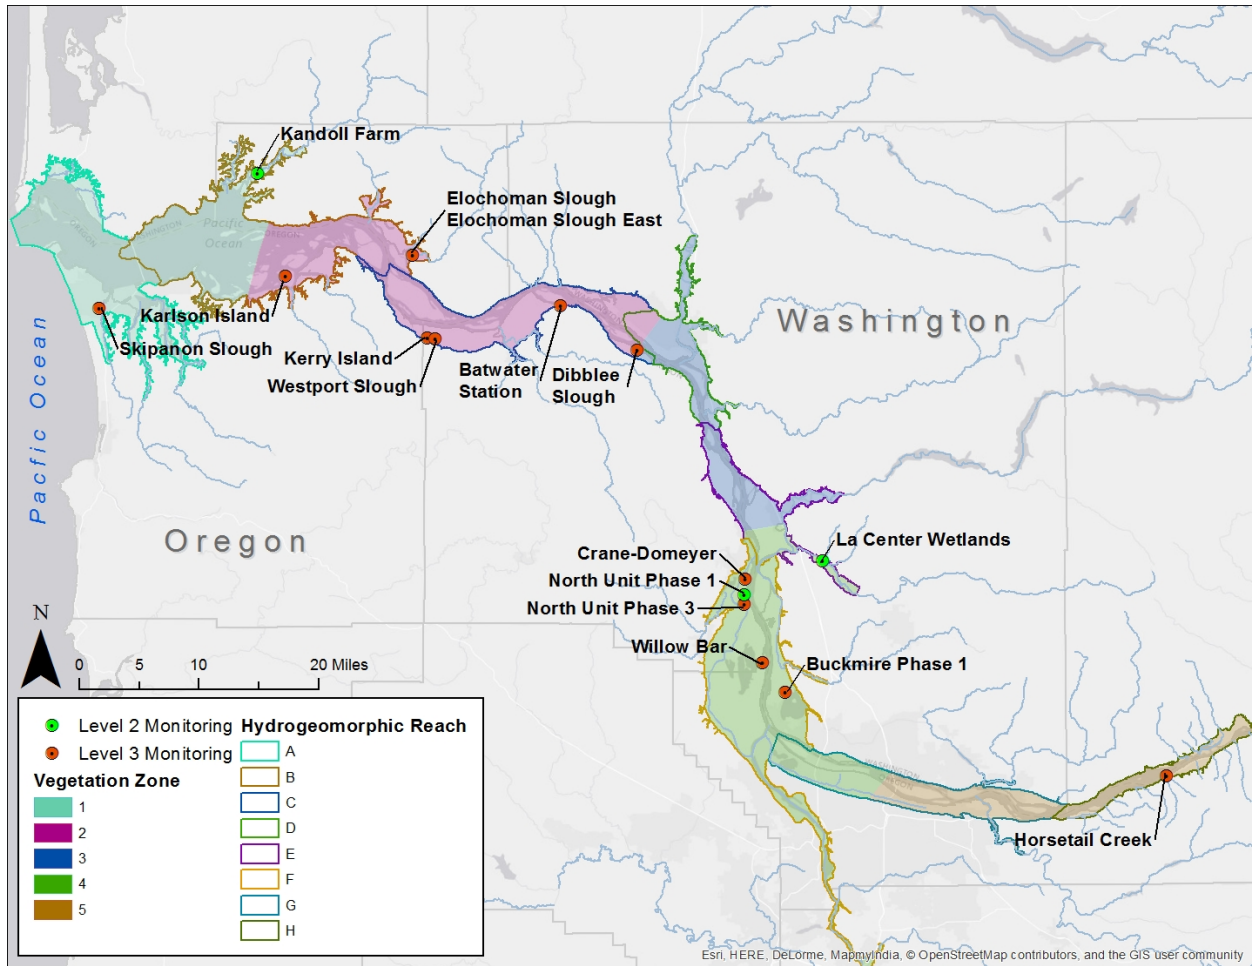 Kandoll Farm
Elochoman Slough
Elochoman Slough East
Pacific
Ocean
Karlson Island
Skipanon Slough
Kerry Island
Westport Slough
Batwater
Station
Dibblee
Slough
Washington
Pacfic Ocean
Oregon
La Center Wetlands
Crane-Domeyer
North Unit Phase 1
North Unit Phase 3
Willow Bar
Buckmire Phase 1
Horsetail Creek
WASHINGTON
N
0 5 10 20 Miles
Level 2 Monitoring
Level 3 Monitoring
Vegetation Zone
1
2
3
4
5
Hydrogeomorphic Reach
A
B
C
D
E
F
G
H
Esri, HERE, DeLorme, MapmyIndia, © OpenStreetMap contributors, and the GIS user community